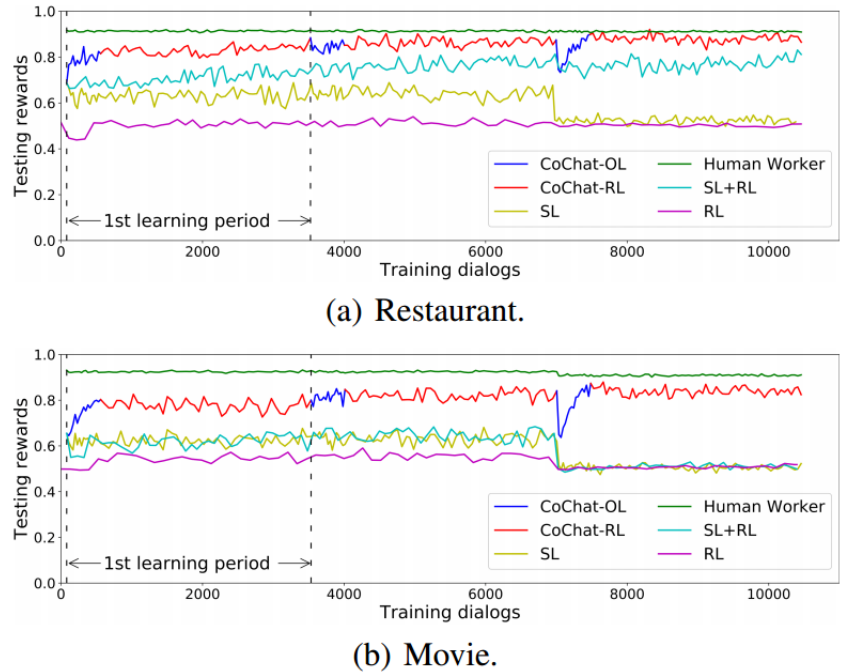 1.0
0.8
0.6
0.4
0.2
0.0
Testing rewards
CoChat-OL
CoChat-RL
SL
Human Worker
SL+RL
RL
1st learning period
0 2000 4000 6000 8000 10000
Training dialogs
(a) Restaurant.
1.0
0.8
0.6
0.4
0.2
0.0
Testing rewards
CoChat-OL
CoChat-RL
SL
Human Worker
SL+RL
RL
1st learning period
0 2000 4000 6000 8000 10000
Training dialogs
(b) Movie.